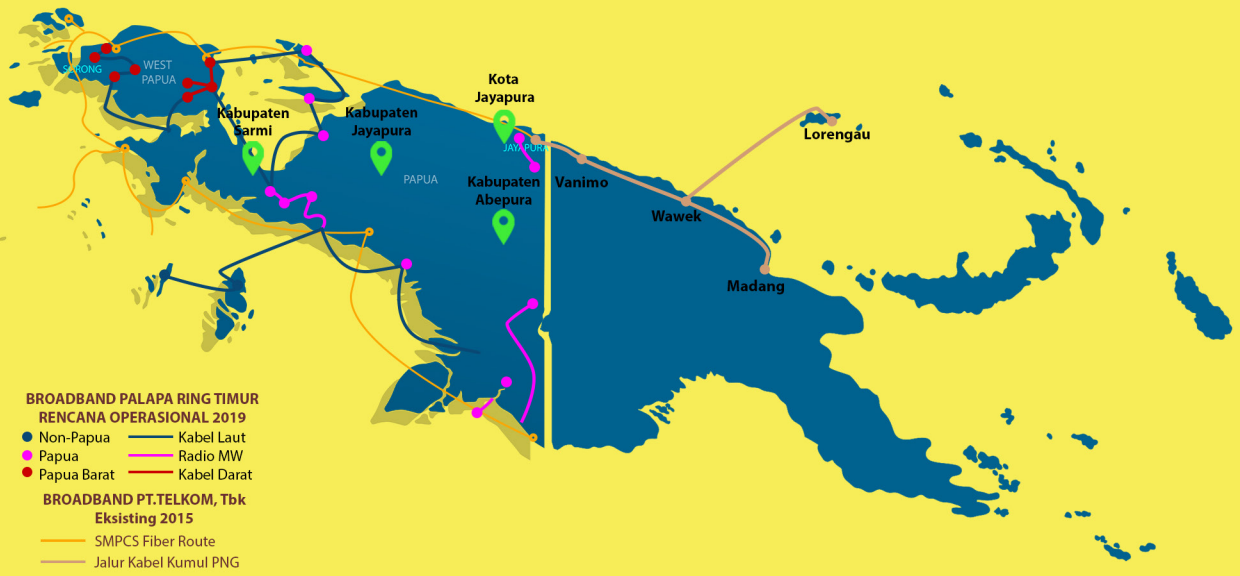 SORONG
WEST
PAPUA
Kabupaten
Sarmi
Kabupaten
Jayapura
Kota
Jayapura
JAYAPURA
PAPUA
Kabupaten
Abepura
Vanimo
Wawek
Lorengau
Madang
BROADBAND PALAPA RING TIMUR
RENCANA OPERASIONAL 2019
Non-Papua
Kabel Laut
Papua
Radio MW
Papua Barat
Kabel Darat
BROADBAND PT.TELKOM, Tbk
Eksisting 2015
SMPCS Fiber Route
Jalur Kabel Kumul PNG